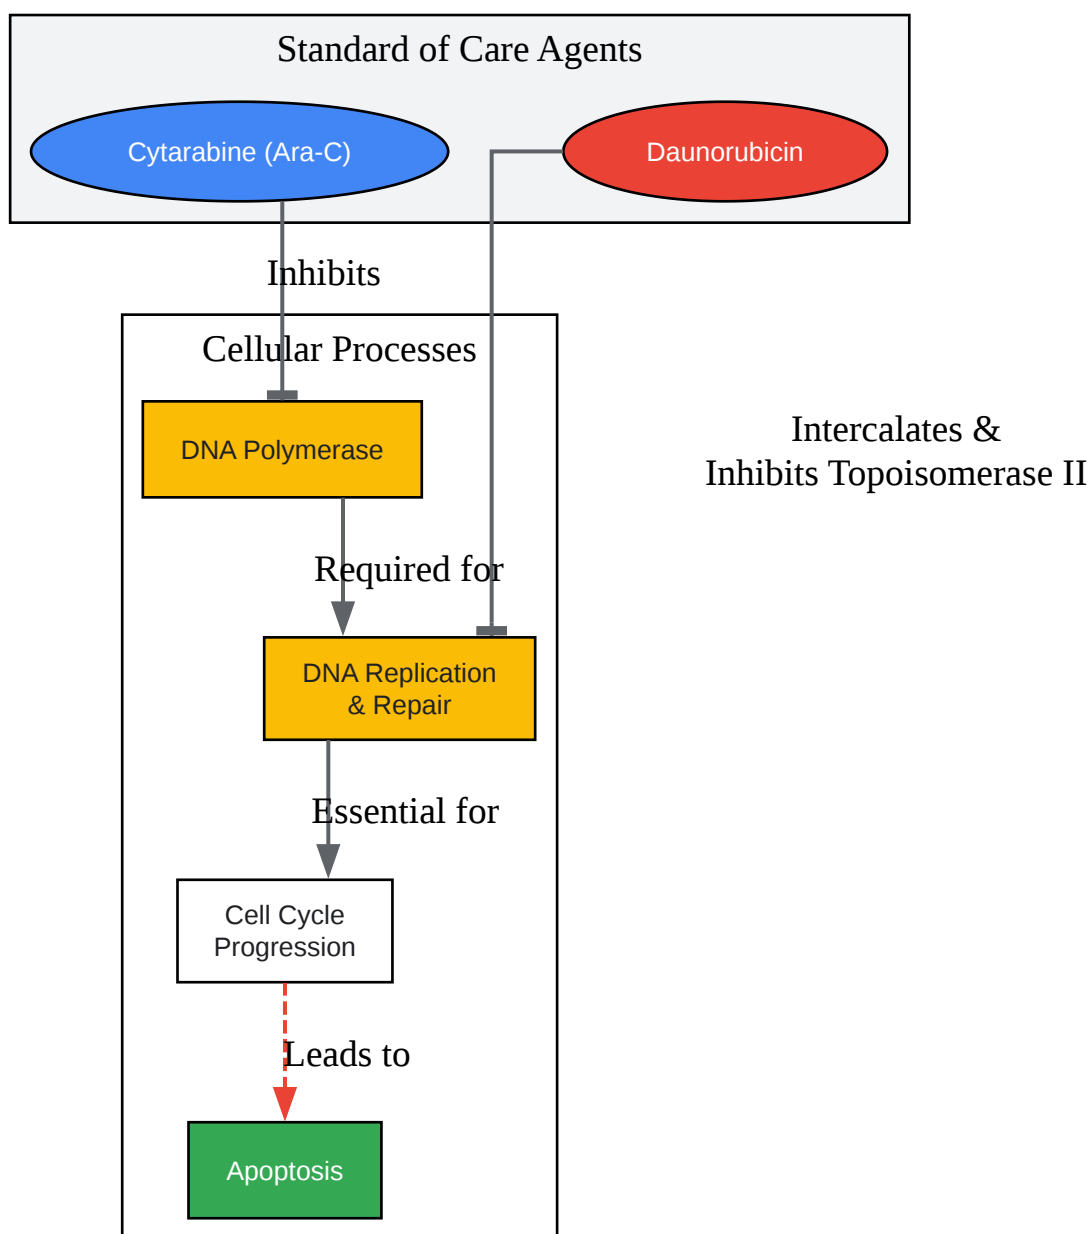 Standard of Care Agents
Cytarabine (Ara-C)
Daunorubicin
Inhibits
Cellular Processes
DNA Polymerase
Intercalates &
Inhibits Topoisomerase II
Required for
DNA Replication
& Repair
Essential for
Cell Cycle
Progression
Leads to
Apoptosis